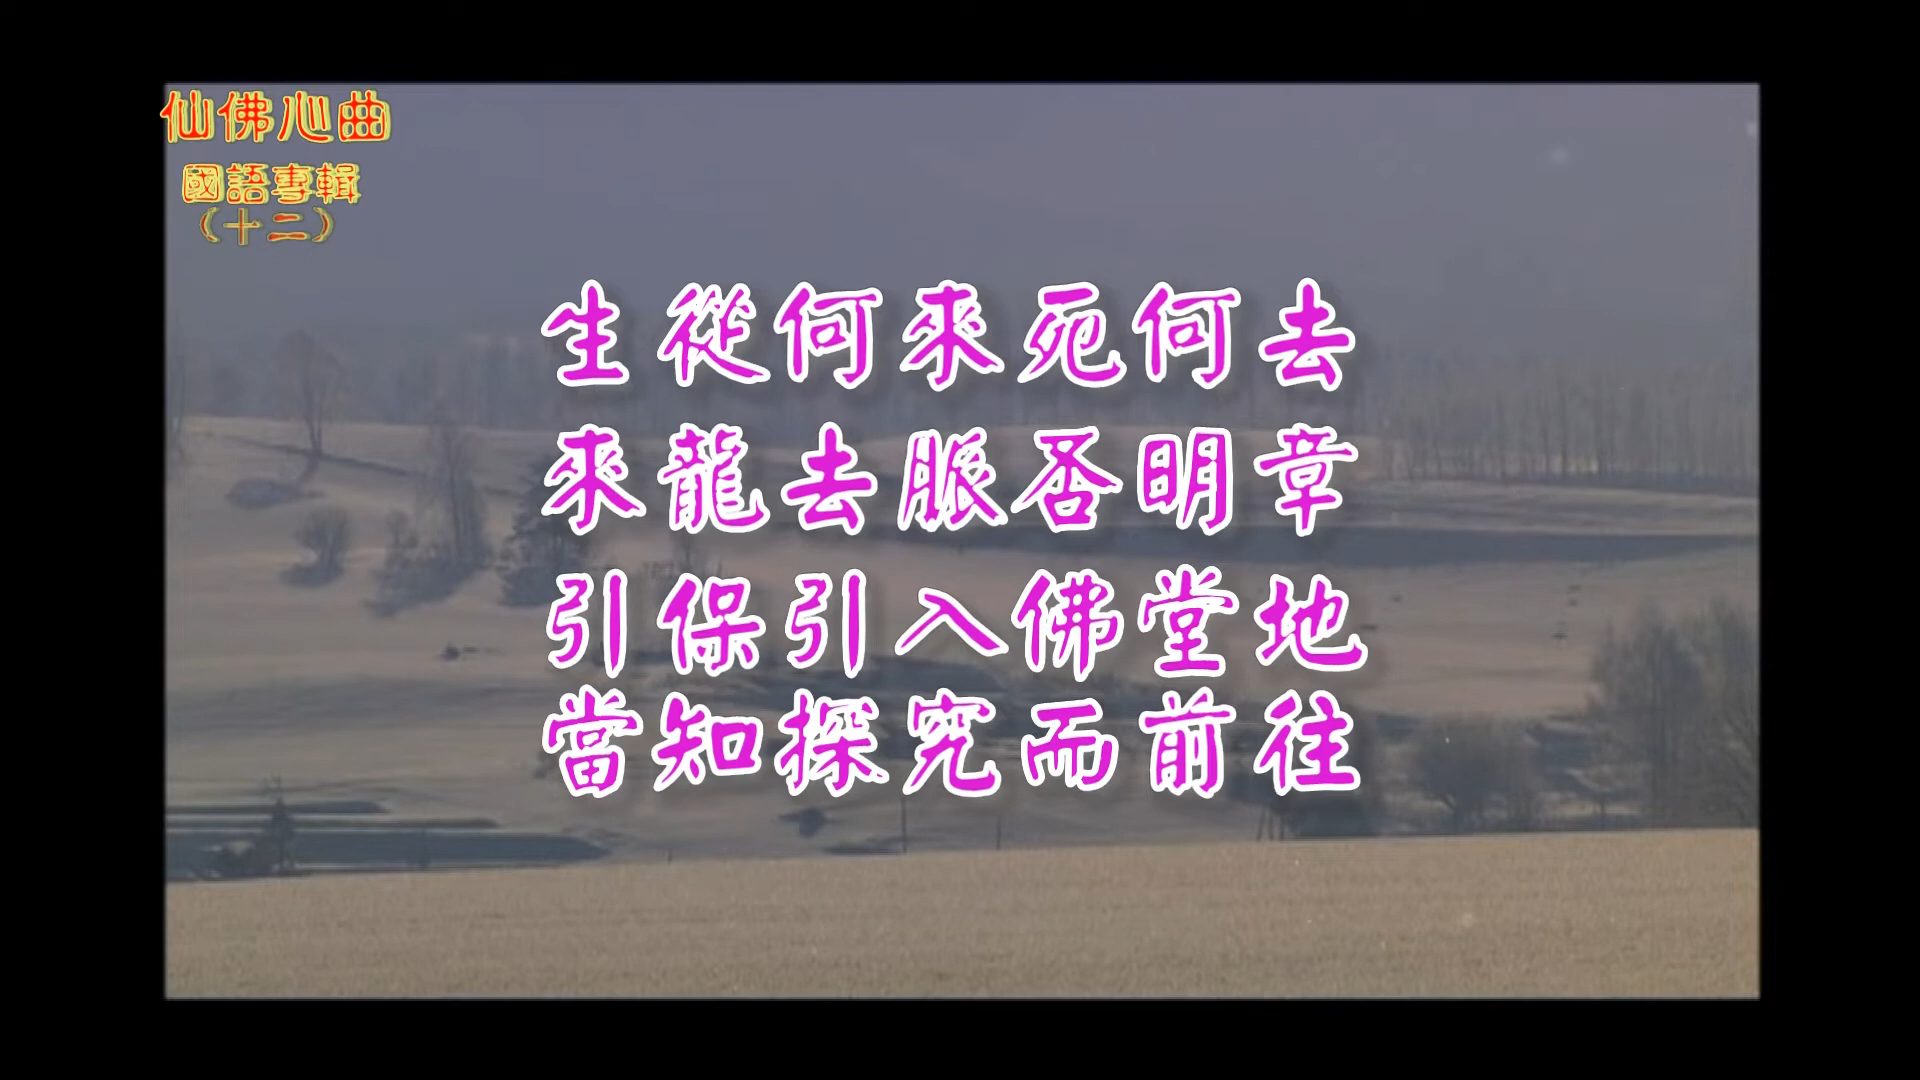 仙佛心曲
國語專輯
（十二）
生從何來死何去
來龍去脈否明章
引保引入佛堂地
當知探究而前往